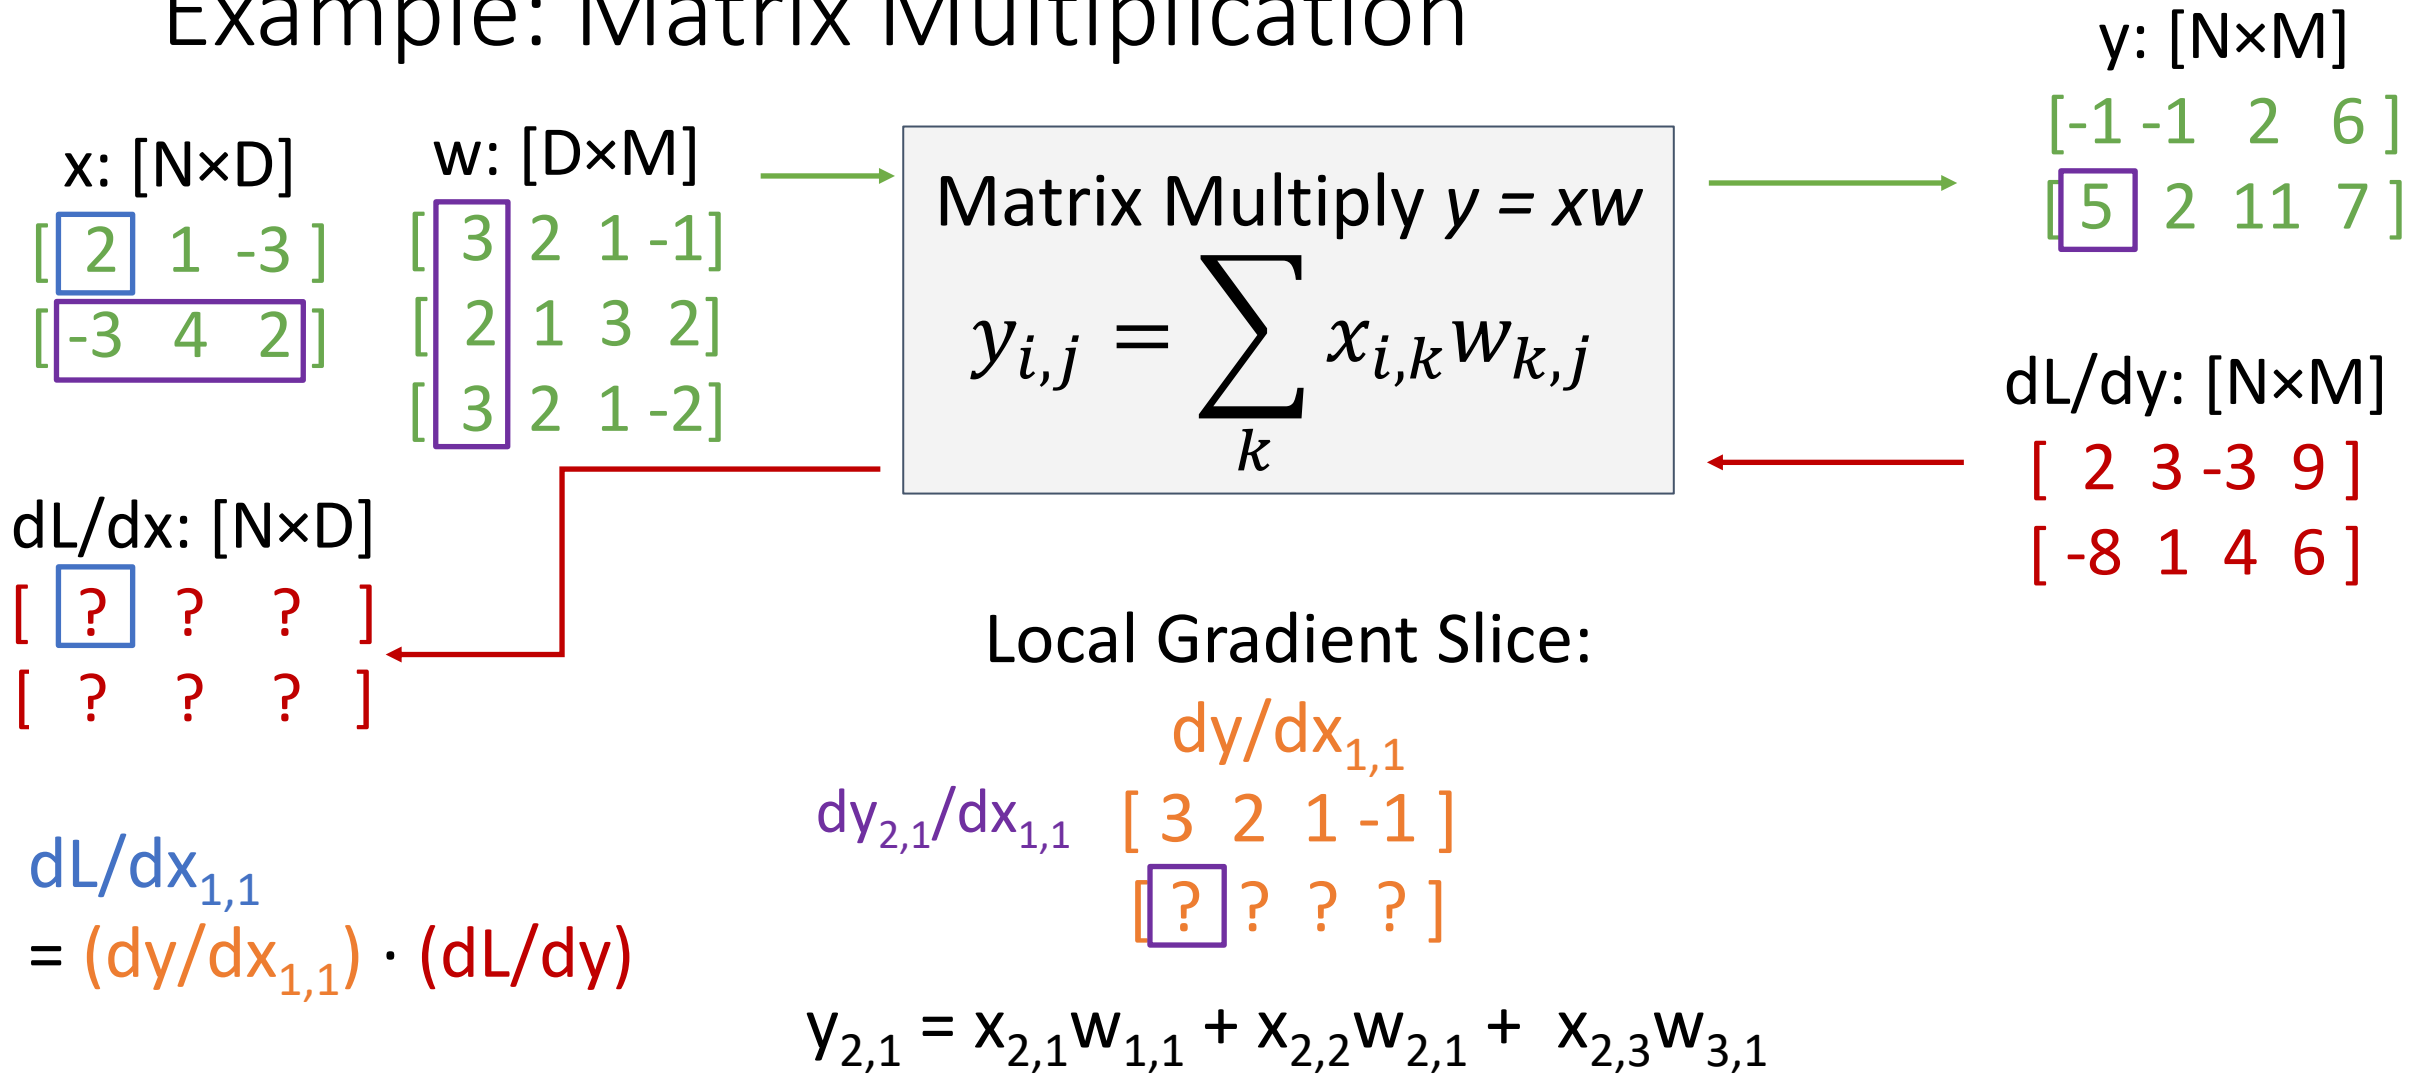 Example: Matrix Multiplication
x: [N×D]
[ 2 1 -3 ]
[ -3 4 2 ]
w: [D×M]
[ 3 2 1 -1]
[ 2 1 3 2]
[ 3 2 1 -2]
Matrix Multiply y = xw
y_{i,j} = ∑_k x_{i,k}w_{k,j}
y: [N×M]
[-1 -1 2 6 ]
[ 5 2 11 7 ]
dL/dy: [N×M]
[ 2 3 -3 9 ]
[ -8 1 4 6 ]
dL/dx: [N×D]
[ ? ? ? ]
[ ? ? ? ]
Local Gradient Slice:
dy/dx_{1,1}
[ 3 2 1 -1 ]
dy_{2,1}/dx_{1,1}
[ ? ? ? ? ]
dL/dx_{1,1}
= (dy/dx_{1,1}) · (dL/dy)
y_{2,1} = x_{2,1}w_{1,1} + x_{2,2}w_{2,1} + x_{2,3}w_{3,1}